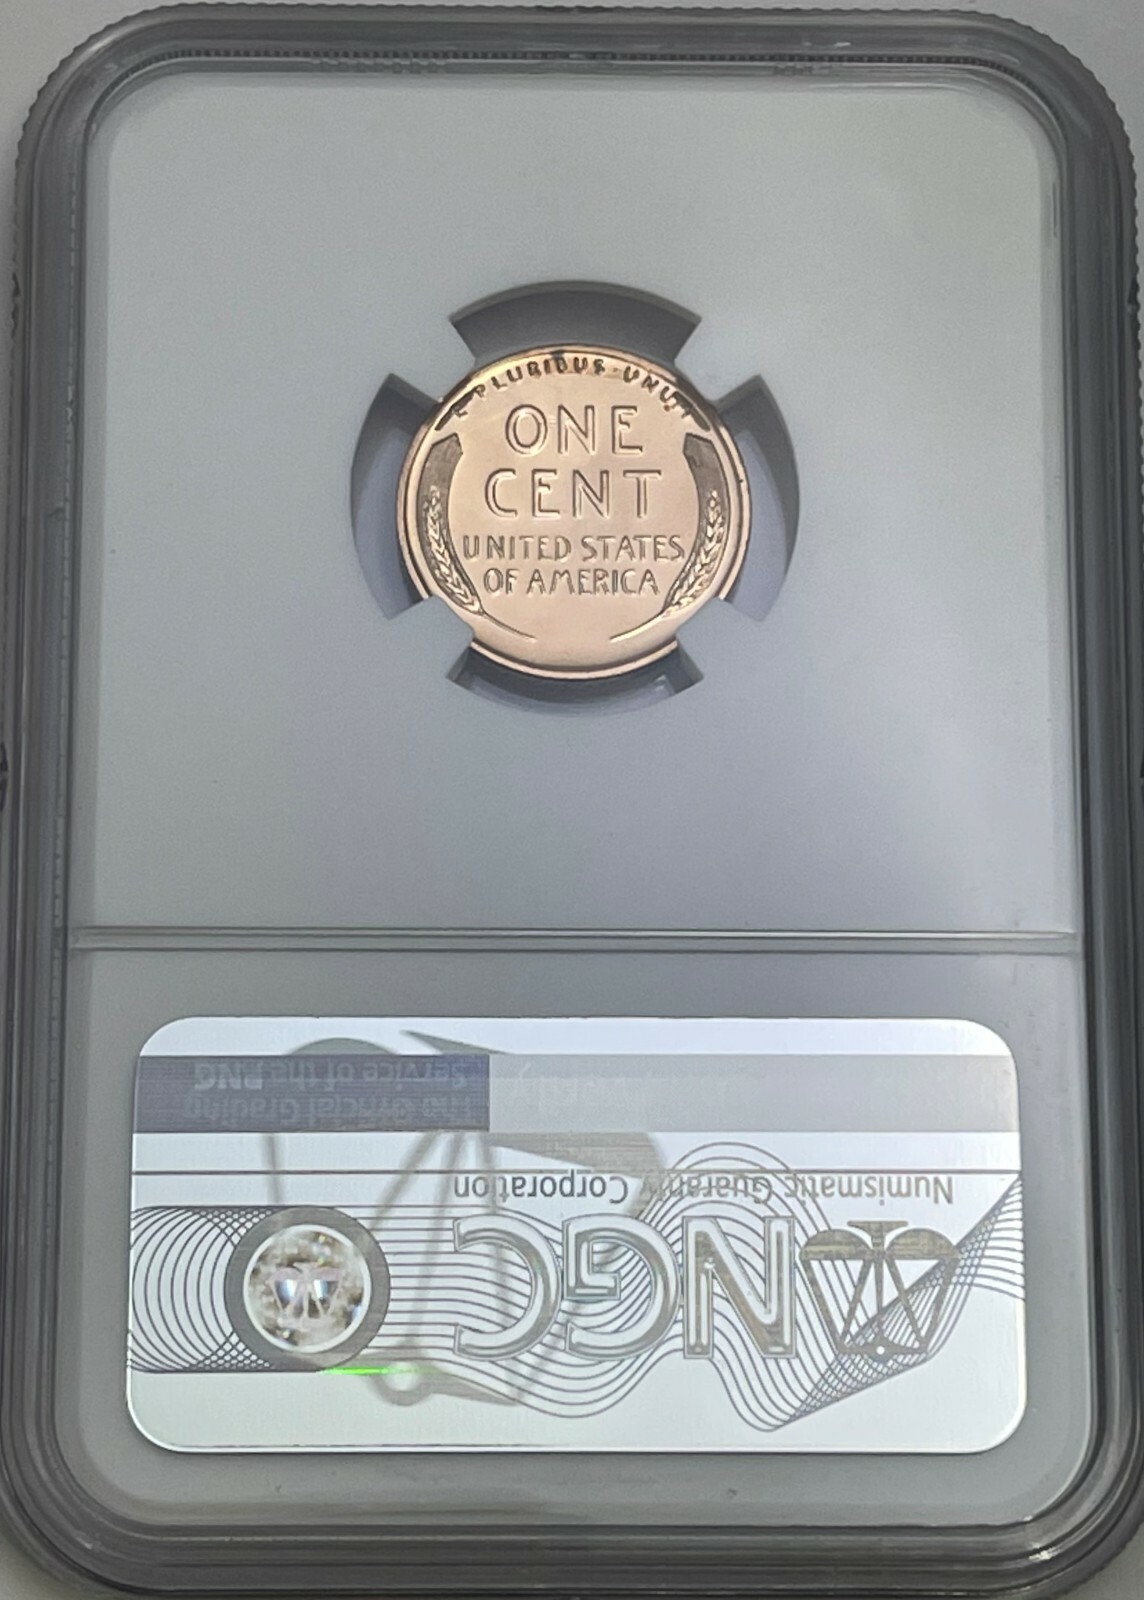 E·PLURIBUS·UNUM
ONE
CENT
UNITED STATES
OF AMERICA
The Official Grading
Service of the PNG
Numismatic Guaranty Corporation
NGC